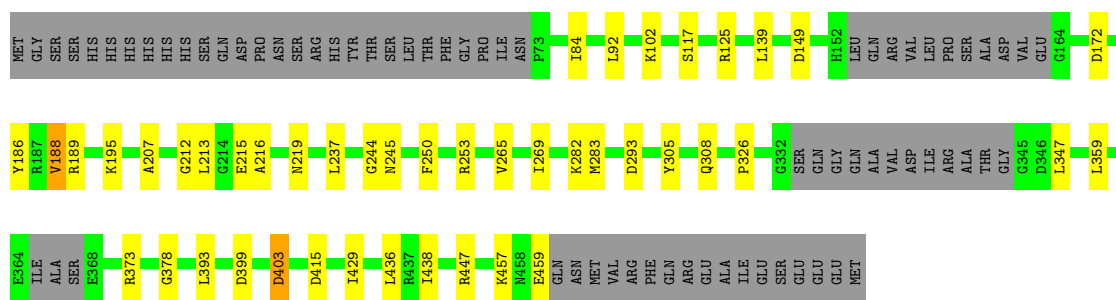 MET GLY SER SER HIS HIS HIS HIS HIS HIS SER GLN ASP PRO ASN SER ARG HIS TYR THR SER LEU THR PHE GLY PRO ILE ASN P73 I84 L92 K102 S117 R125 L139 D149 H152 LEU GLN ARG VAL LEU PRO SER ALA ASP VAL GLU G164 D172
Y186 R187 V188 R189 K195 A207 G212 L213 G214 E215 A216 N219 L237 G244 N245 F250 R253 V265 I269 K282 M283 D293 Y305 Q308 P326 G332 SER GLN GLY GLN ALA VAL ASP ILE ARG ALA THR GLY G345 D346 L347 L359
E364 ILE ALA SER E368 R373 G378 L393 D399 D403 D415 I429 L436 R437 I438 R447 K457 N458 E459 GLN ASN MET VAL ARG PHE GLN ARG GLU ALA ILE GLU SER GLU GLU GLU MET